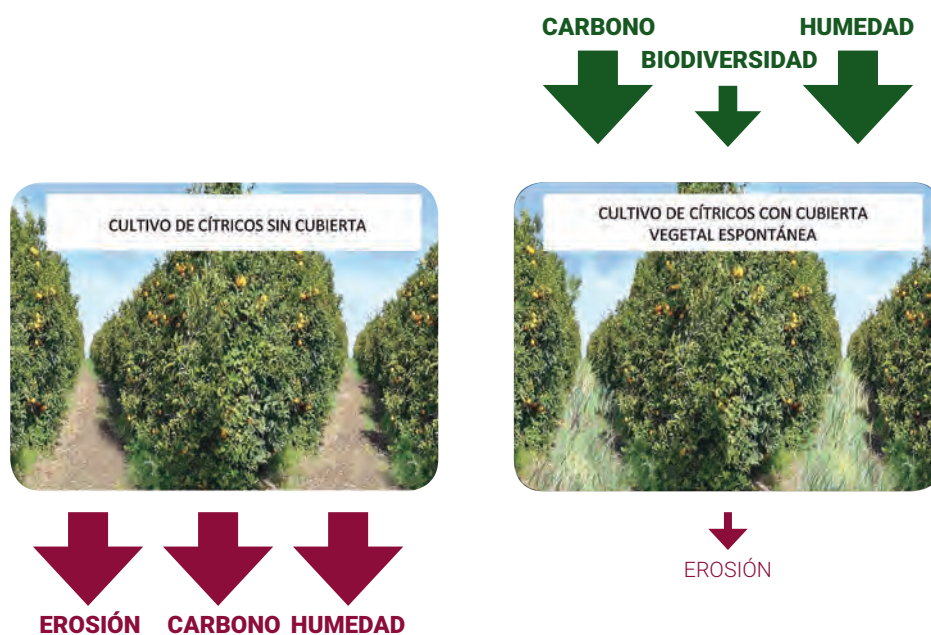 CARBONO
HUMEDAD
BIODIVERSIDAD
CULTIVO DE CÍTRICOS SIN CUBIERTA
CULTIVO DE CÍTRICOS CON CUBIERTA
VEGETAL ESPONTÁNEA
EROSIÓN
CARBONO
HUMEDAD
EROSIÓN